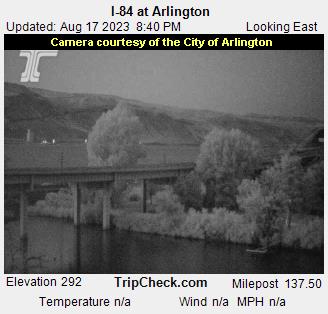 I-84 at Arlington
Updated: Aug 17 2023 8:40 PM Looking East
Camera courtesy of the City of Arlington
Elevation 292 TripCheck.com Milepost 137.50
Temperature n/a Wind n/a MPH n/a